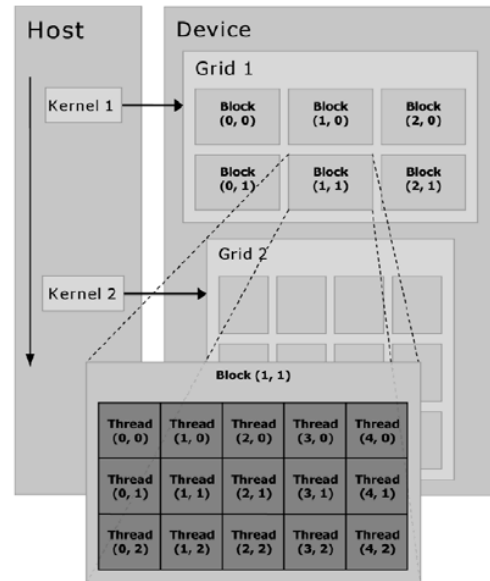 Host
Device
Grid 1
Kernel 1
Block
(0, 0)
Block
(1, 0)
Block
(2, 0)
Block
(0, 1)
Block
(1, 1)
Block
(2, 1)
Grid 2
Kernel 2
Block (1, 1)
Thread
(0, 0)
Thread
(1, 0)
Thread
(2, 0)
Thread
(3, 0)
Thread
(4, 0)
Thread
(0, 1)
Thread
(1, 1)
Thread
(2, 1)
Thread
(3, 1)
Thread
(4, 1)
Thread
(0, 2)
Thread
(1, 2)
Thread
(2, 2)
Thread
(3, 2)
Thread
(4, 2)